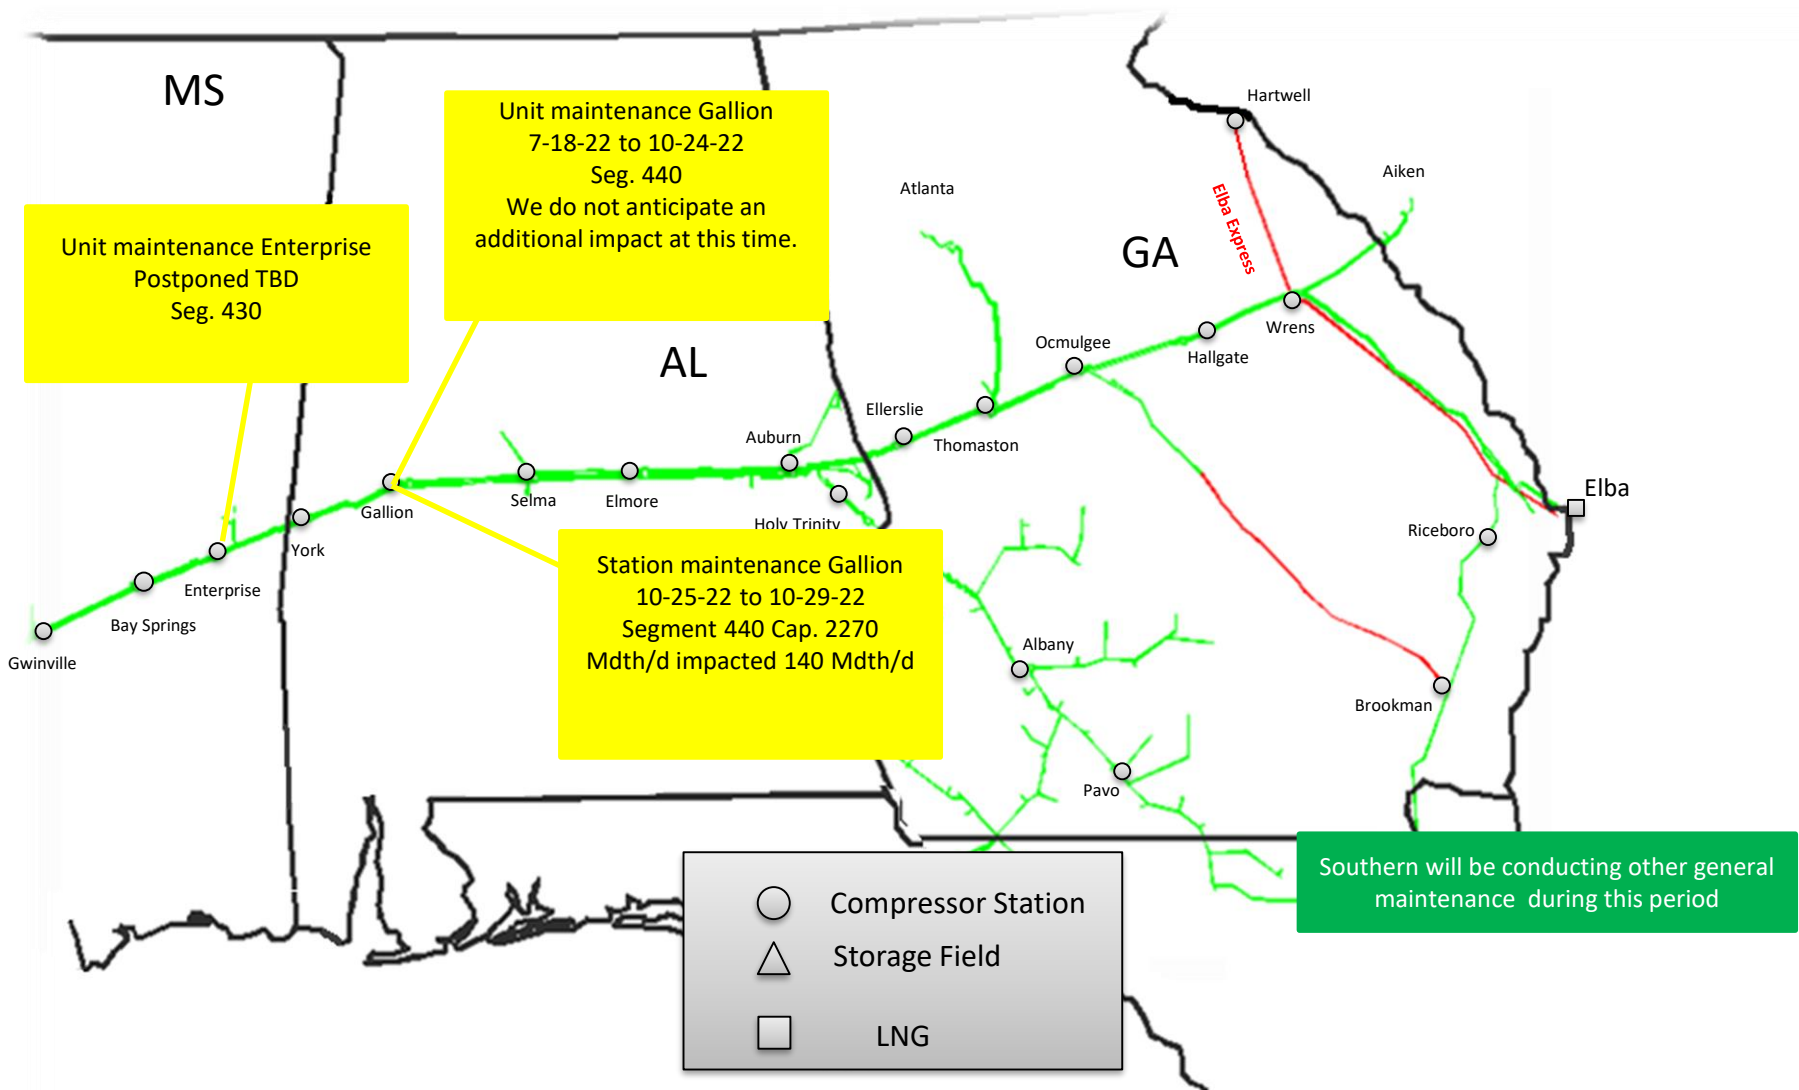 MS
Unit maintenance Gallion
7-18-22 to 10-24-22
Seg. 440
We do not anticipate an
additional impact at this time.
Unit maintenance Enterprise
Postponed TBD
Seg. 430
Hartwell
Aiken
Atlanta
Elba Express
GA
AL
Wrens
Hallgate
Ocmulgee
Ellerslie
Thomaston
Auburn
Selma
Elmore
Holy Trinity
Gallion
York
Enterprise
Bay Springs
Gwinville
Elba
Riceboro
Station maintenance Gallion
10-25-22 to 10-29-22
Segment 440 Cap. 2270
Mdth/d impacted 140 Mdth/d
Albany
Brookman
Pavo
Southern will be conducting other general
maintenance during this period
Compressor Station
Storage Field
LNG